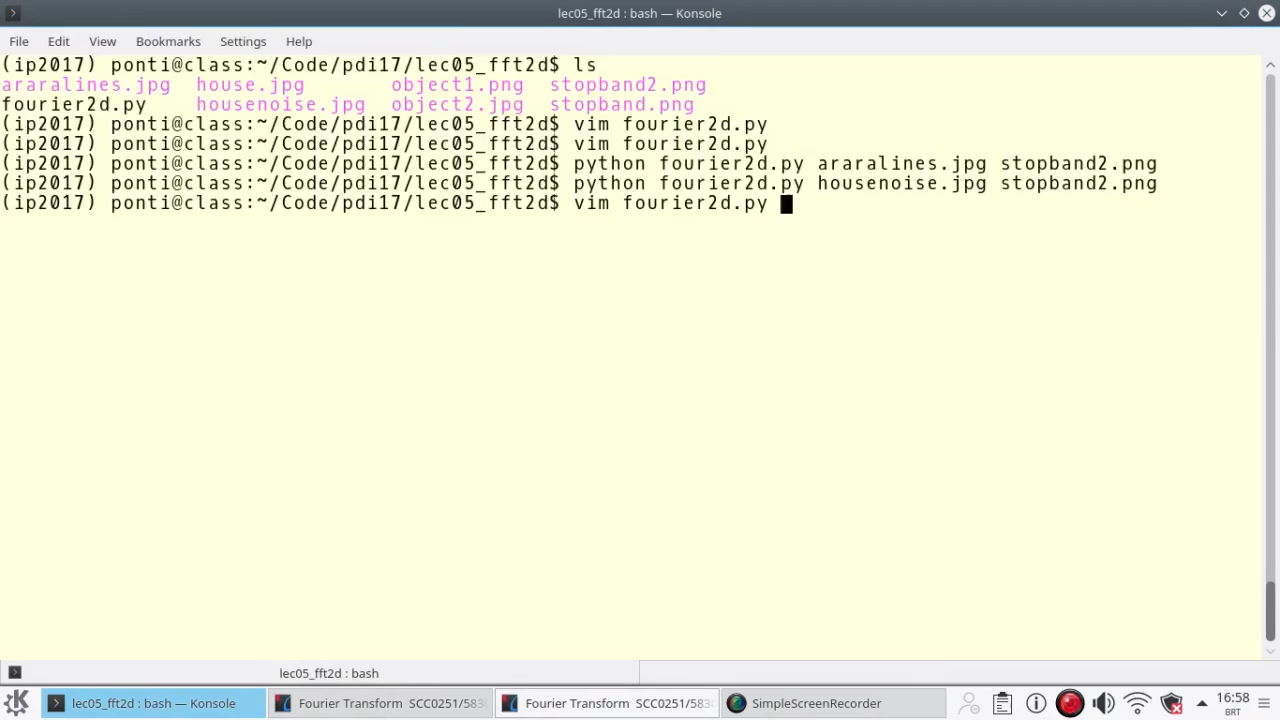 lec05_fft2d : bash — Konsole
File Edit View Bookmarks Settings Help
(ip2017) ponti@class:~/Code/pdi17/lec05_fft2d$ ls
araralines.jpg house.jpg object1.png stopband2.png
fourier2d.py housenoise.jpg object2.jpg stopband.png
(ip2017) ponti@class:~/Code/pdi17/lec05_fft2d$ vim fourier2d.py
(ip2017) ponti@class:~/Code/pdi17/lec05_fft2d$ vim fourier2d.py
(ip2017) ponti@class:~/Code/pdi17/lec05_fft2d$ python fourier2d.py araralines.jpg stopband2.png
(ip2017) ponti@class:~/Code/pdi17/lec05_fft2d$ python fourier2d.py housenoise.jpg stopband2.png
(ip2017) ponti@class:~/Code/pdi17/lec05_fft2d$ vim fourier2d.py
lec05_fft2d : bash
lec05_fft2d : bash — Konsole Fourier Transform SCC0251/583 Fourier Transform SCC0251/583 SimpleScreenRecorder 16:58
BRT